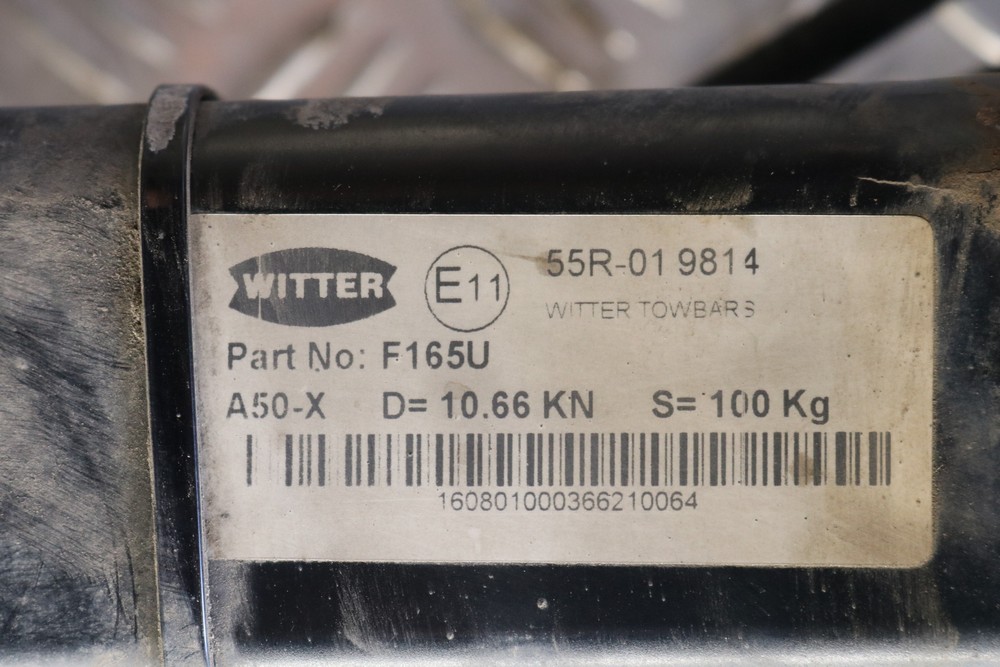 WITTER E11 55R-01 9814
WITTER TOWBARS
Part No: F165U
A50-X D= 10.66 KN S= 100 Kg
160801000366210064